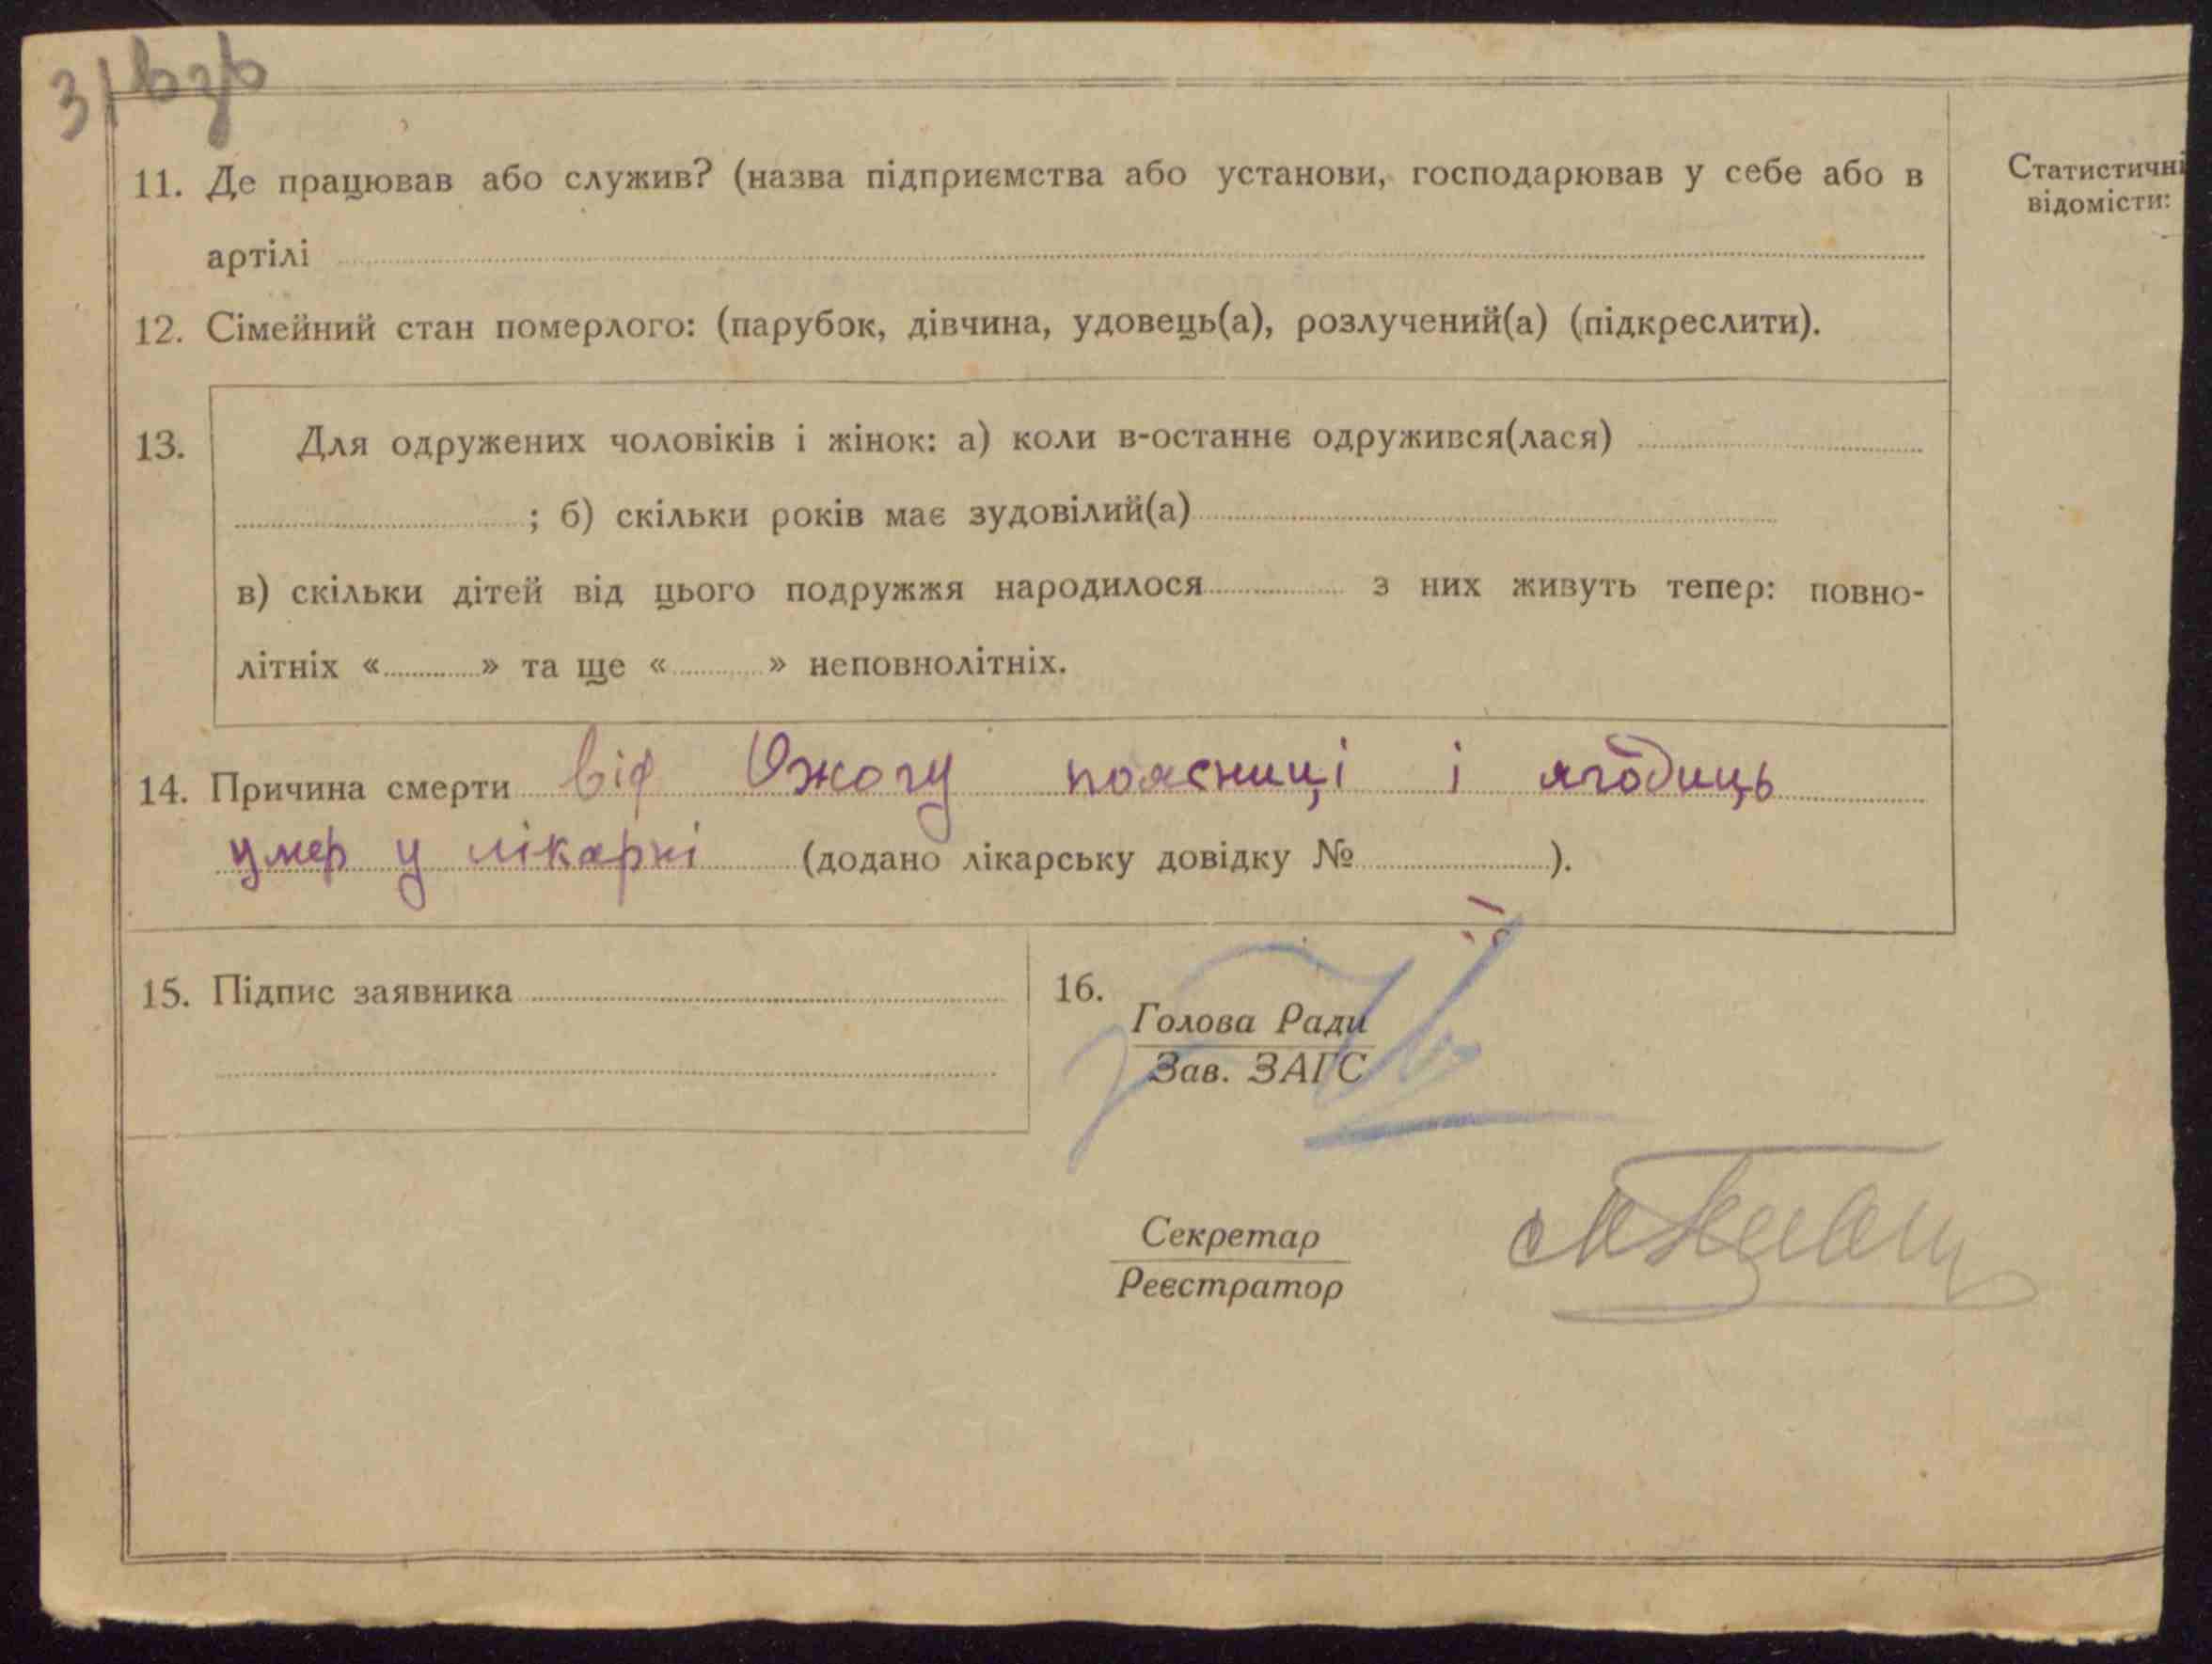 11. Де працював або служив? (назва підприємства або установи, господарював у себе або в
артілі
12. Сімейний стан померлого: (парубок, дівчина, удовець(а), розлучений(а) (підкреслити).
13. Для одружених чоловіків і жінок: а) коли в-останнє одружився(лася)
; б) скільки років має зудовілий(а)
в) скільки дітей від цього подружжя народилося з них живуть тепер: повно-
літніх « » та ще « » неповнолітніх.
14. Причина смерти від Ожогу поясниці і ягодиць
умер у лікарні (додано лікарську довідку № ).
15. Підпис заявника
16.
Голова Ради
Зав. ЗАГС
Секретар
Реєстратор
Статистичні
відомісти: